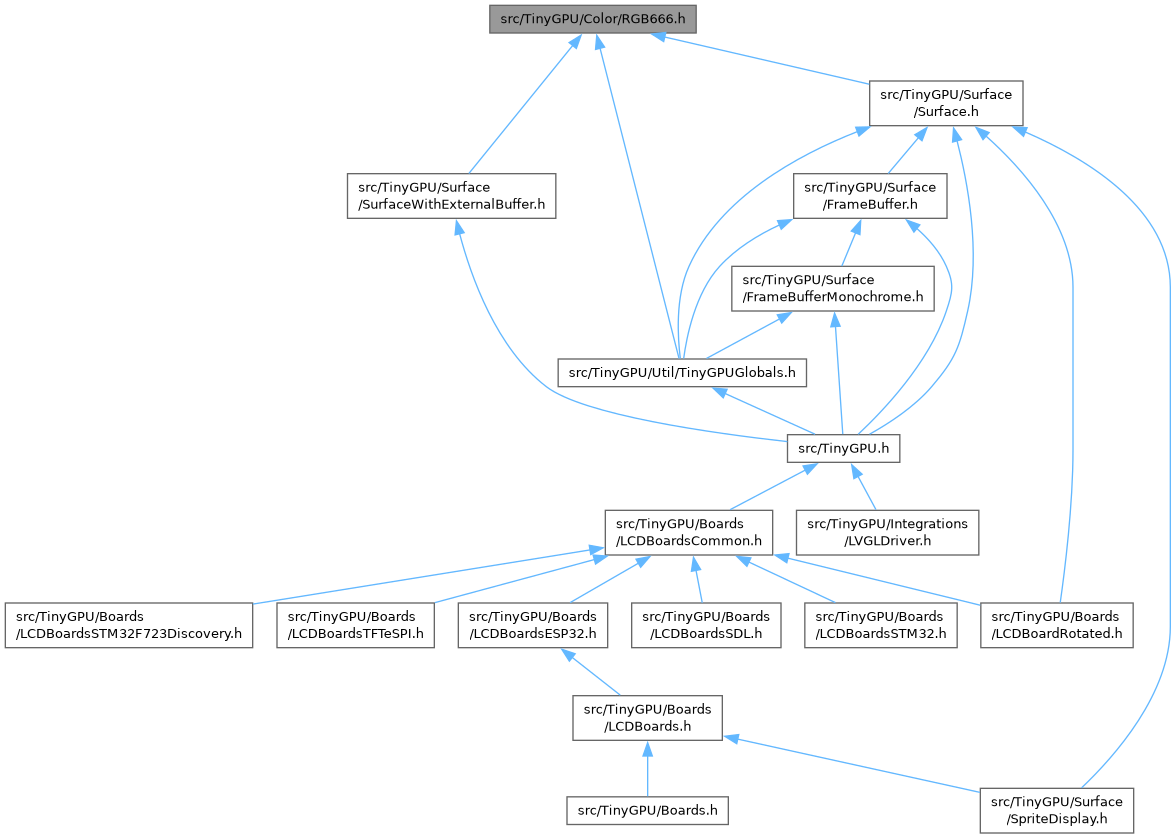 src/TinyGPU/Color/RGB666.h
src/TinyGPU/Surface
/Surface.h
src/TinyGPU/Surface
/SurfaceWithExternalBuffer.h
src/TinyGPU/Surface
/FrameBuffer.h
src/TinyGPU/Surface
/FrameBufferMonochrome.h
src/TinyGPU/Util/TinyGPUGlobals.h
src/TinyGPU.h
src/TinyGPU/Boards
/LCDBoardsCommon.h
src/TinyGPU/Integrations
/LVGLDriver.h
src/TinyGPU/Boards
/LCDBoardsSTM32F723Discovery.h
src/TinyGPU/Boards
/LCDBoardsTFTeSPI.h
src/TinyGPU/Boards
/LCDBoardsESP32.h
src/TinyGPU/Boards
/LCDBoardsSDL.h
src/TinyGPU/Boards
/LCDBoardsSTM32.h
src/TinyGPU/Boards
/LCDBoardRotated.h
src/TinyGPU/Boards
/LCDBoards.h
src/TinyGPU/Boards.h
src/TinyGPU/Surface
/SpriteDisplay.h